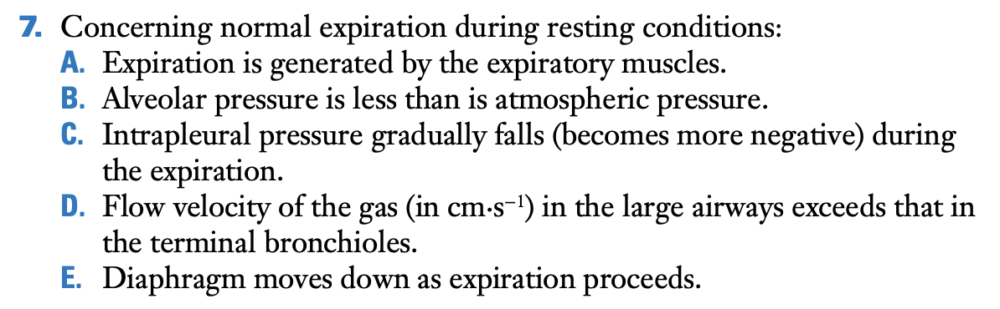 7. Concerning normal expiration during resting conditions:
A. Expiration is generated by the expiratory muscles.
B. Alveolar pressure is less than is atmospheric pressure.
C. Intrapleural pressure gradually falls (becomes more negative) during
the expiration.
D. Flow velocity of the gas (in cm·s⁻¹) in the large airways exceeds that in
the terminal bronchioles.
E. Diaphragm moves down as expiration proceeds.